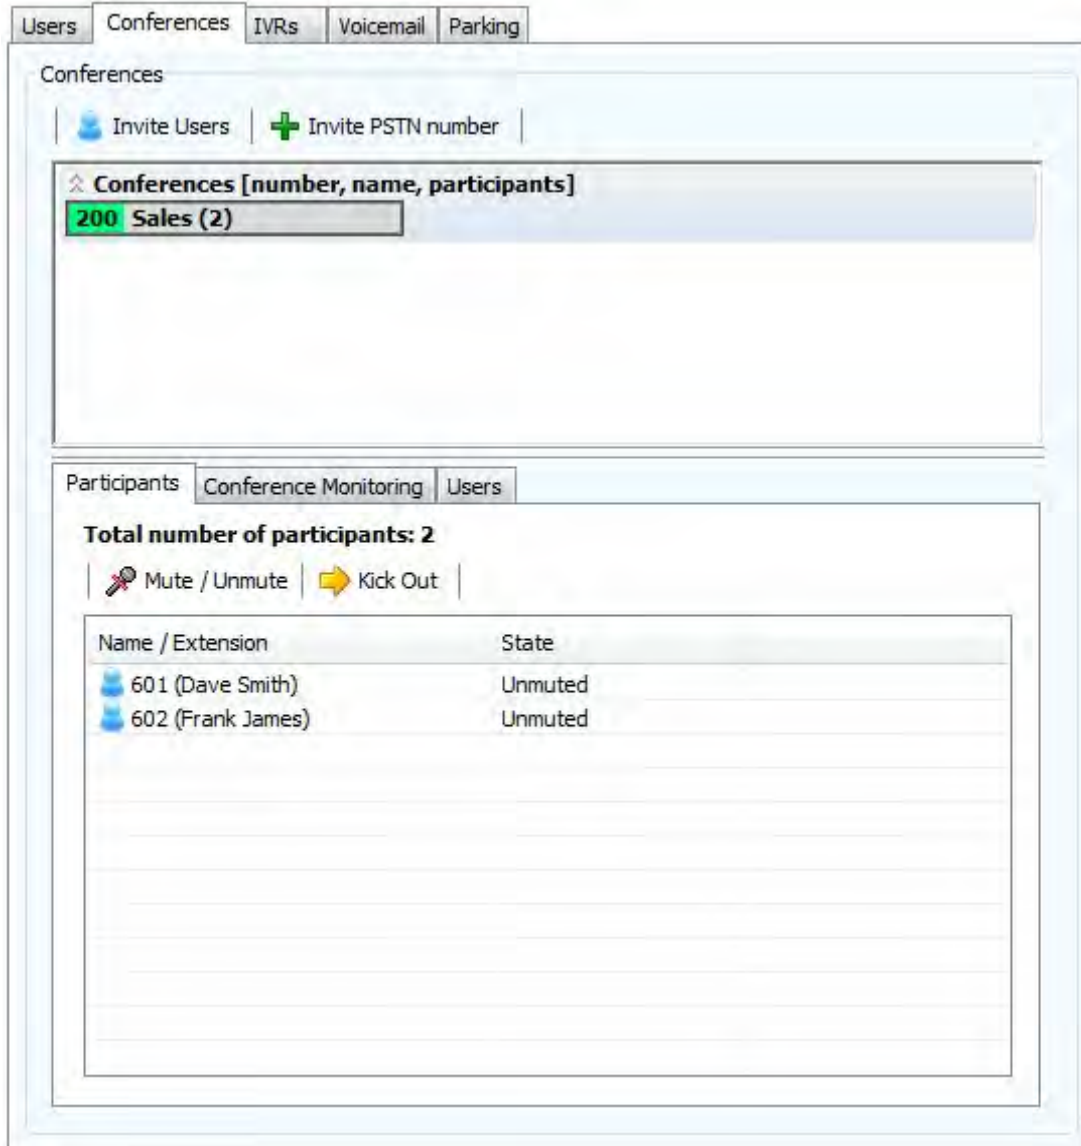 Users Conferences IVRs Voicemail Parking
Conferences
Invite Users Invite PSTN number
Conferences [number, name, participants]
200 Sales (2)
Participants Conference Monitoring Users
Total number of participants: 2
Mute / Unmute Kick Out
Name / Extension State
601 (Dave Smith) Unmuted
602 (Frank James) Unmuted